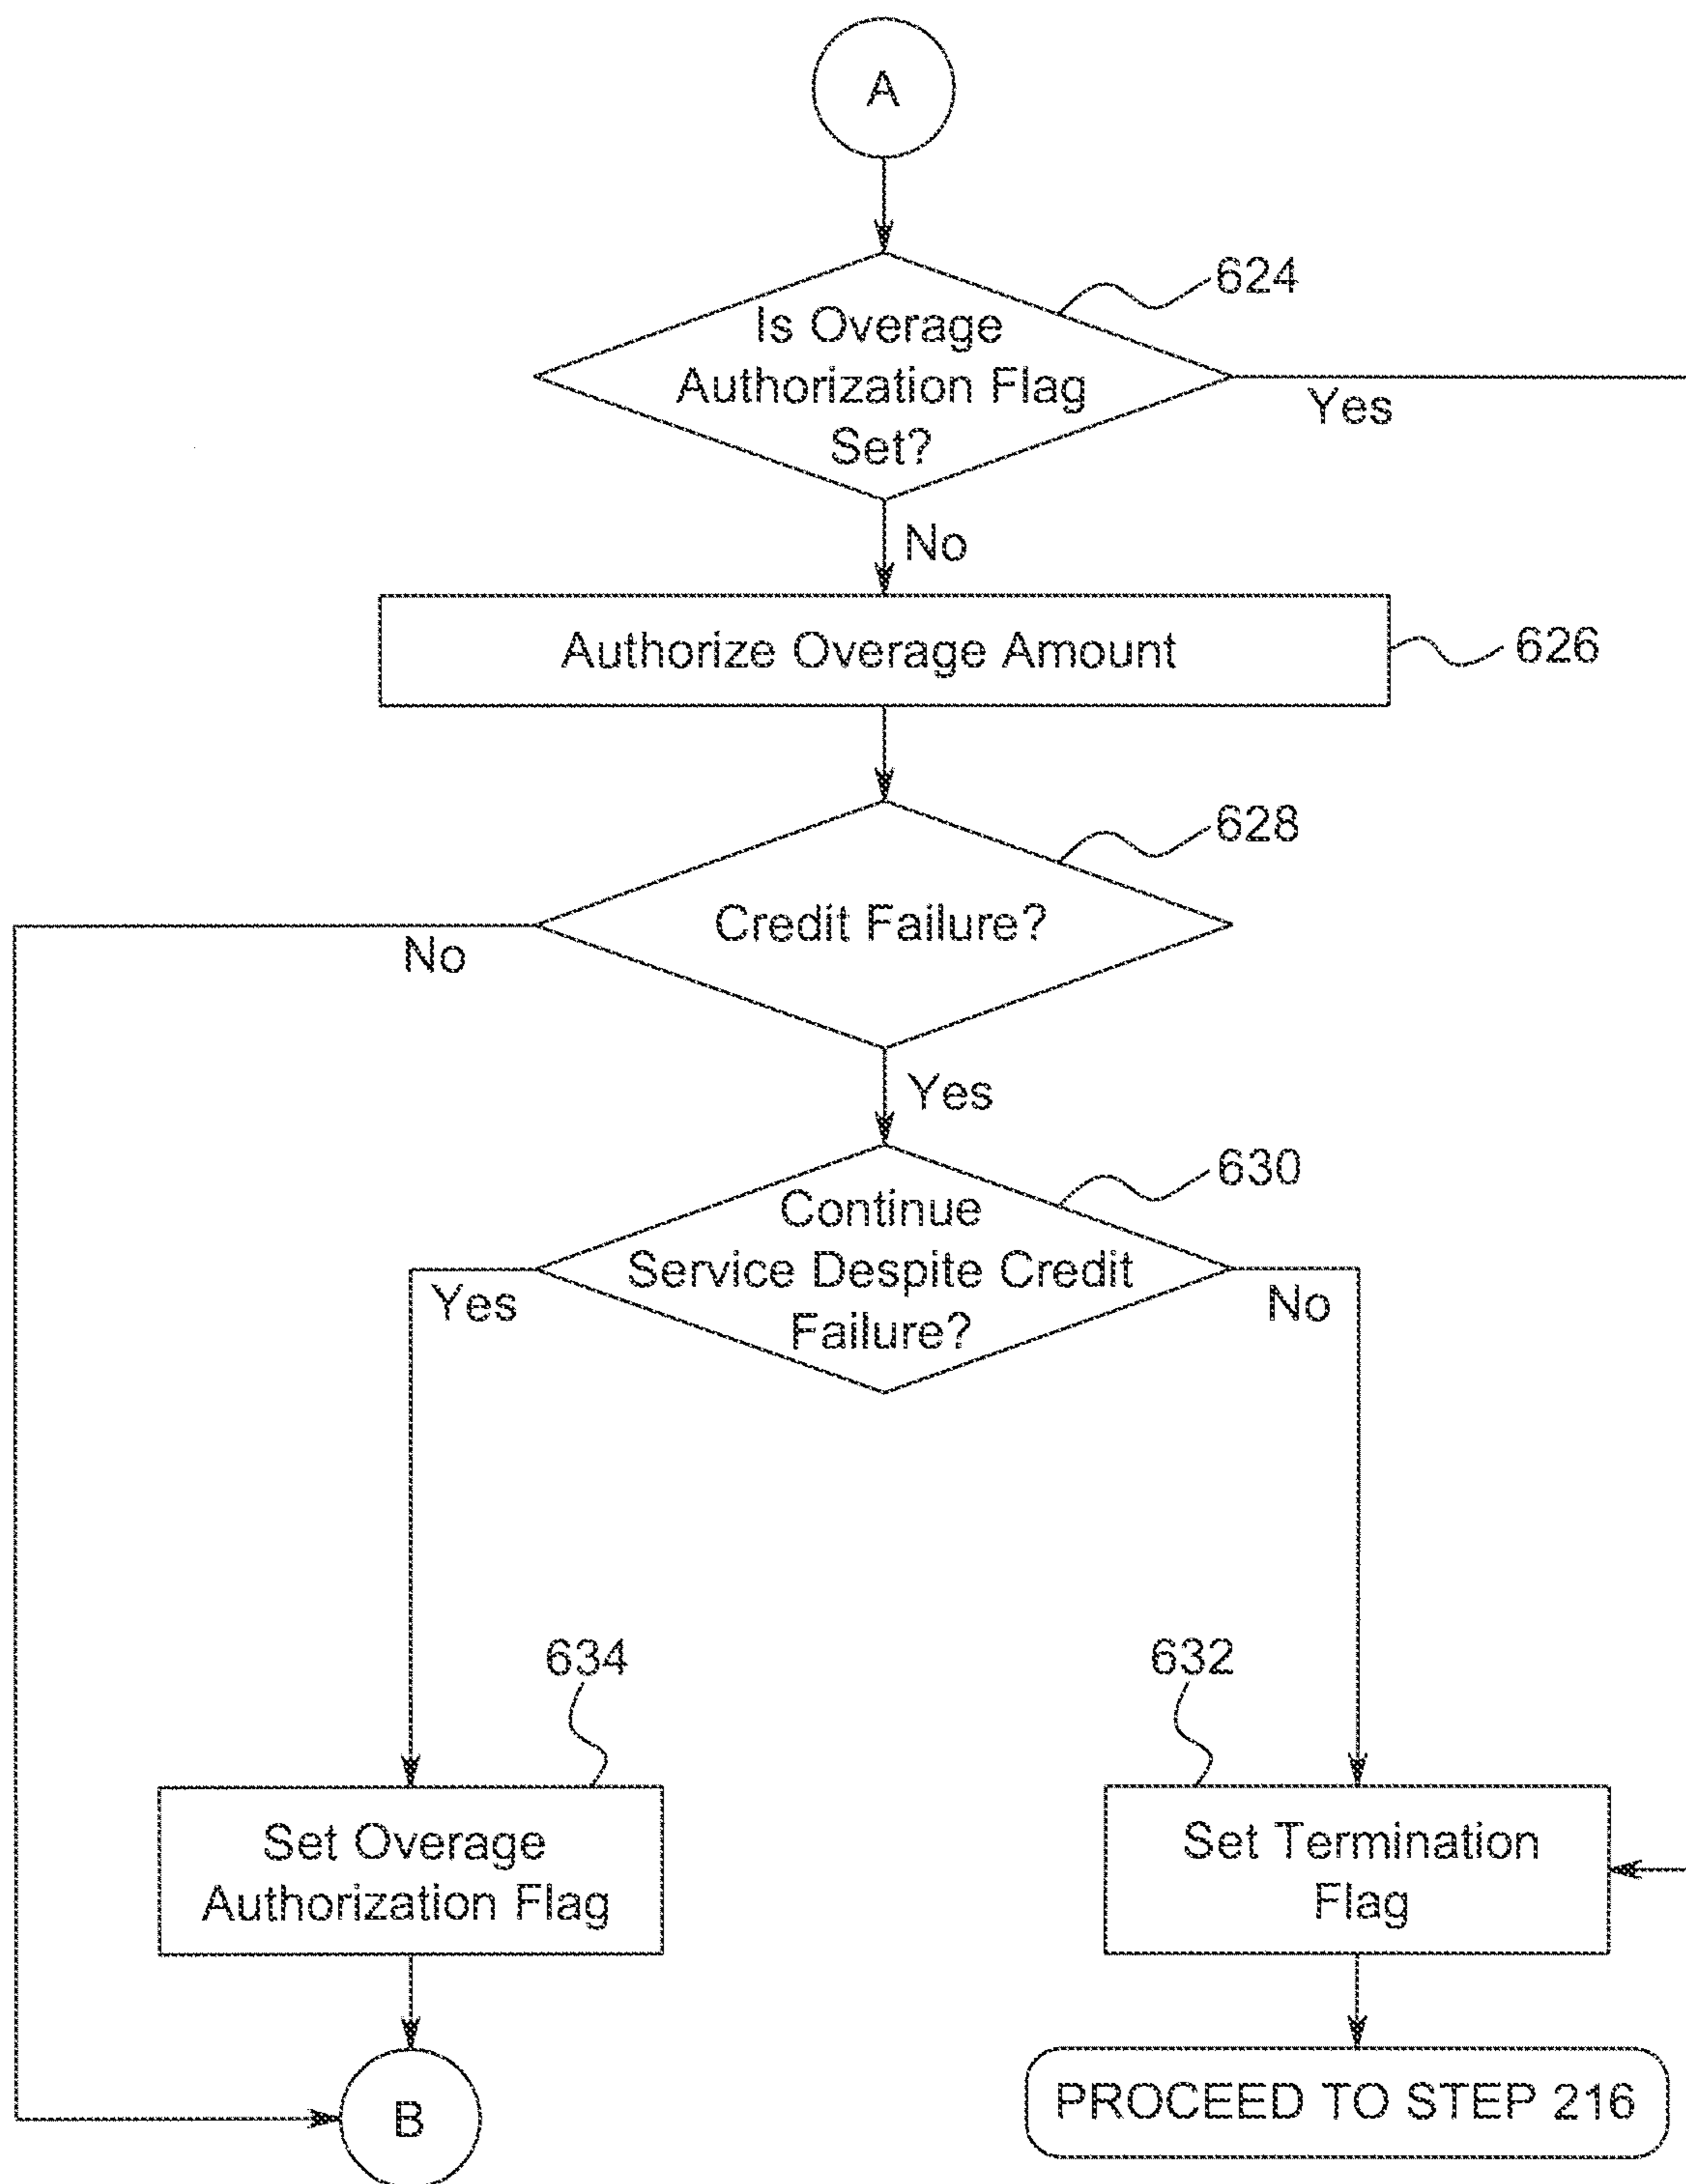 A
624
Is Overage
Authorization Flag
Set?
Yes
No
Authorize Overage Amount
626
628
Credit Failure?
No
Yes
630
Continue
Service Despite Credit
Failure?
Yes
No
634
632
Set Overage
Authorization Flag
Set Termination
Flag
B
PROCEED TO STEP 216